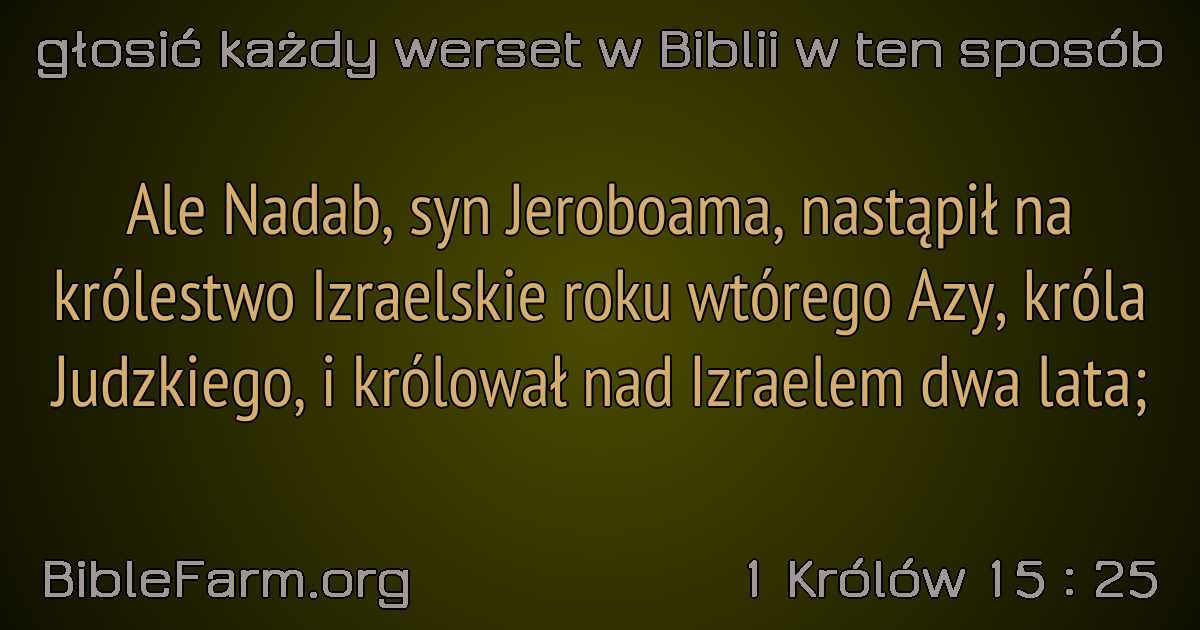 głosić każdy werset w Biblii w ten sposób
Ale Nadab, syn Jeroboama, nastąpił na
królestwo Izraelskie roku wtórego Azy, króla
Judzkiego, i królował nad Izraelem dwa lata;
BibleFarm.org
1 Królów 15 : 25